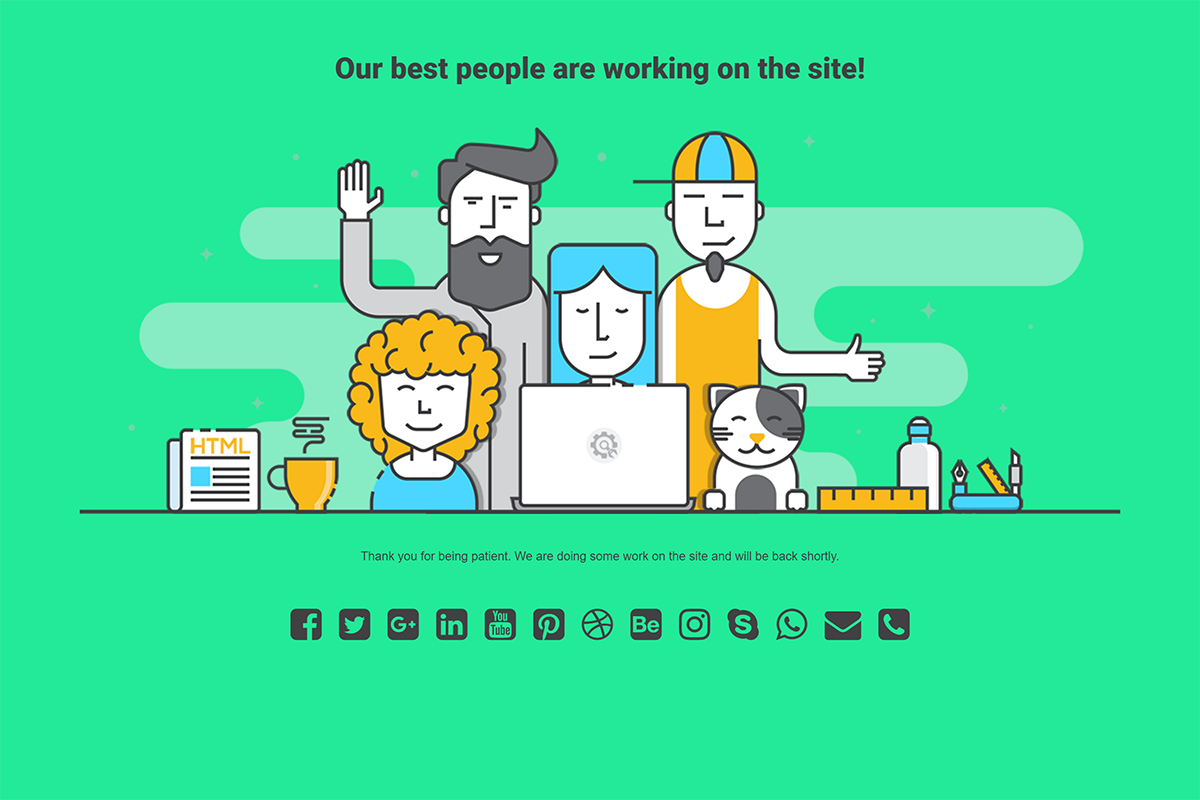 Our best people are working on the site!
HTML
Thank you for being patient. We are doing some work on the site and will be back shortly.
f G+ in You Tube Bē S